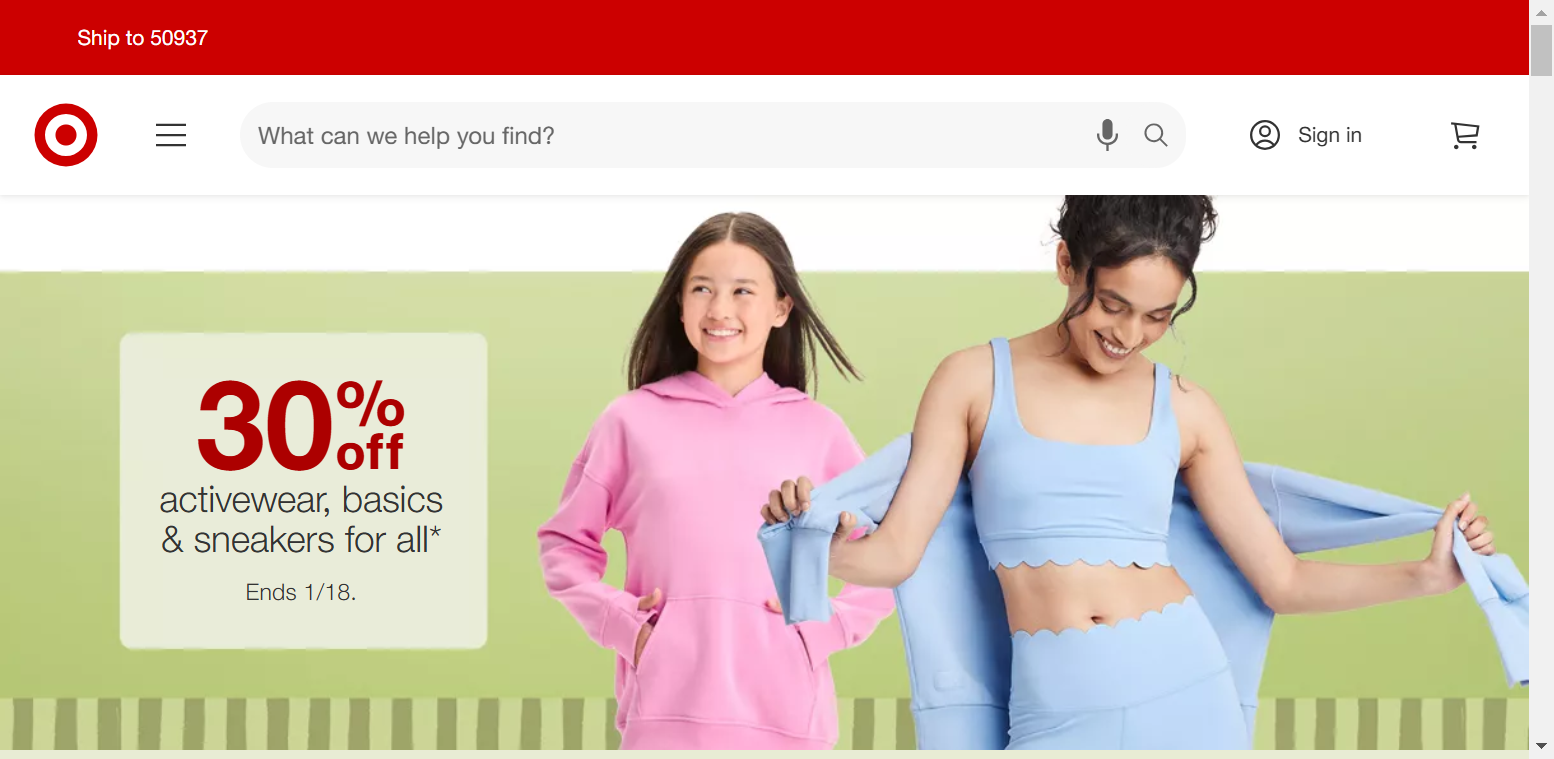 Ship to 50937
What can we help you find?
Sign in
30% off
activewear, basics
& sneakers for all*
Ends 1/18.